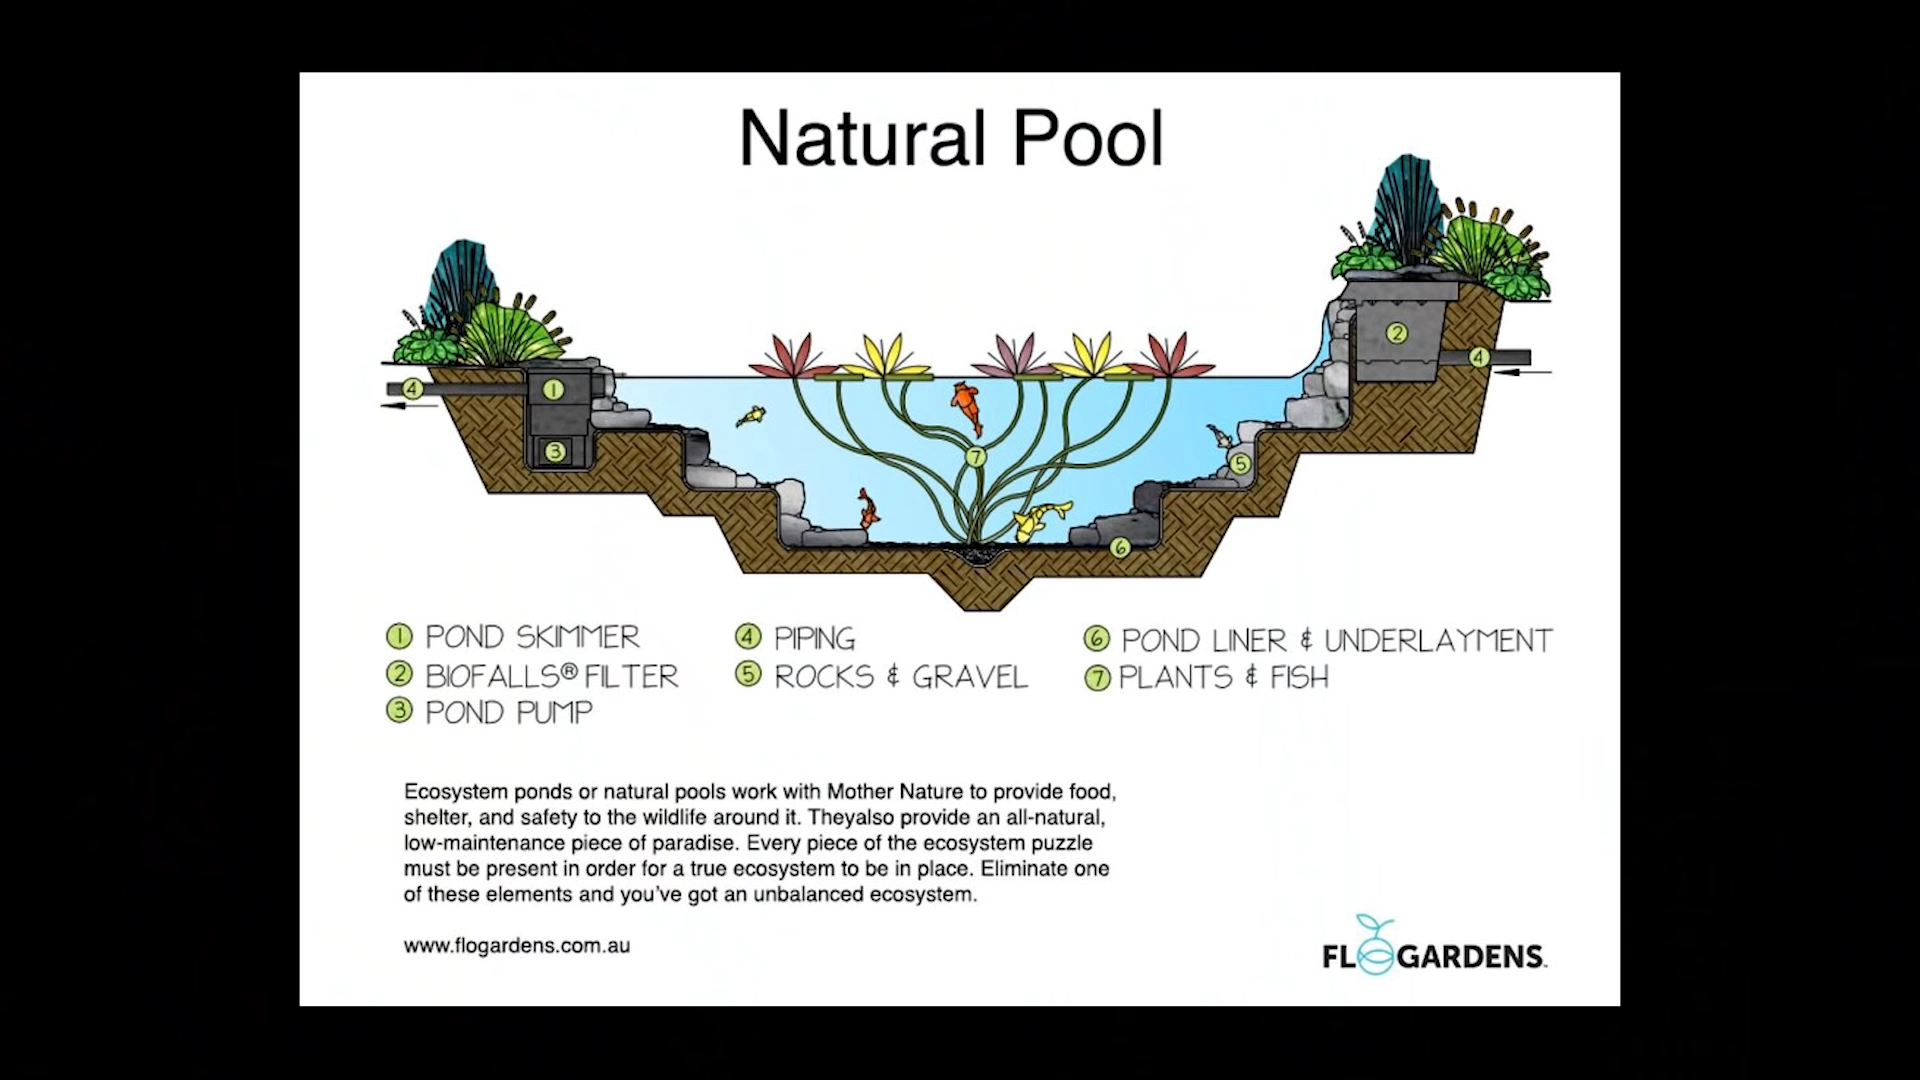 Natural Pool
2
4
4
1
3
7
5
6
1 POND SKIMMER
2 BIOFALLS® FILTER
3 POND PUMP
4 PIPING
5 ROCKS & GRAVEL
6 POND LINER & UNDERLAYMENT
7 PLANTS & FISH
Ecosystem ponds or natural pools work with Mother Nature to provide food,
shelter, and safety to the wildlife around it. Theyalso provide an all-natural,
low-maintenance piece of paradise. Every piece of the ecosystem puzzle
must be present in order for a true ecosystem to be in place. Eliminate one
of these elements and you've got an unbalanced ecosystem.
www.flogardens.com.au
FLOGARDENS™